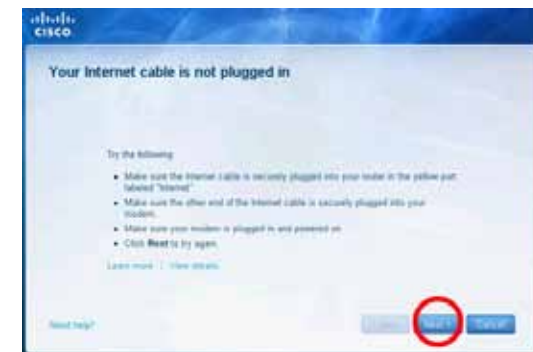 cisco
Your Internet cable is not plugged in
Try the following:
• Make sure the Internet cable is securely plugged into your router in the yellow port
labeled "Internet"
• Make sure the other end of the Internet cable is securely plugged into your
modem.
• Make sure your modem is plugged in and powered on
• Click Next to try again.
Learn more | View details
Need help?
Next
Cancel